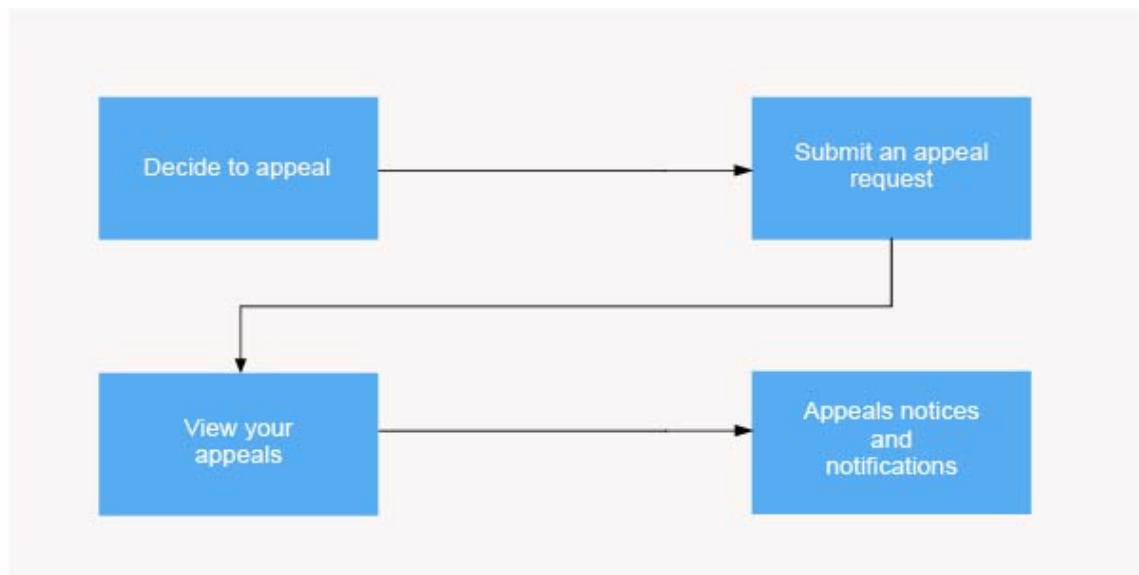 Decide to appeal
Submit an appeal
request
View your
appeals
Appeals notices
and
notifications